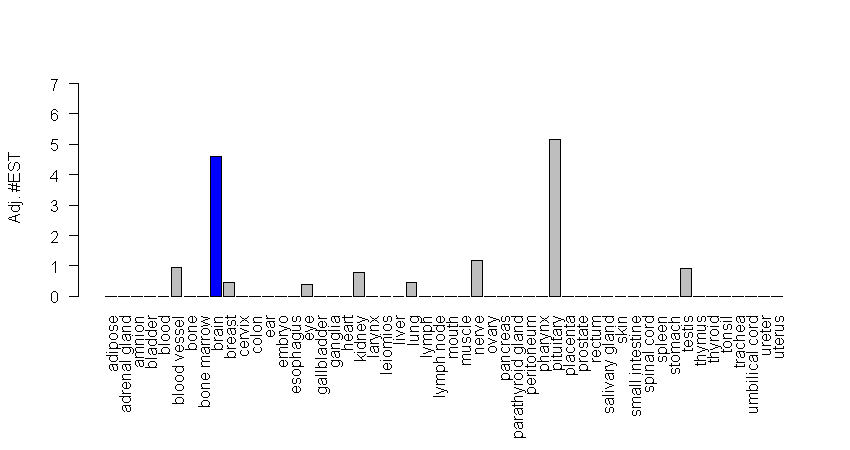 Adj. #EST
7
6
5
4
3
2
1
0
adipose
adrenal gland
amnion
bladder
blood
blood vessel
bone
bone marrow
brain
breast
cervix
colon
ear
embryo
esophagus
eye
gallbladder
ganglia
heart
kidney
larynx
leiomios
liver
lung
lymph
lymph node
mouth
muscle
nerve
ovary
pancreas
parathyroid gland
peritoneum
pharynx
pituitary
placenta
prostate
rectum
salivary gland
skin
small intestine
spinal cord
spleen
stomach
testis
thymus
thyroid
tonsil
trachea
umbilical cord
ureter
uterus